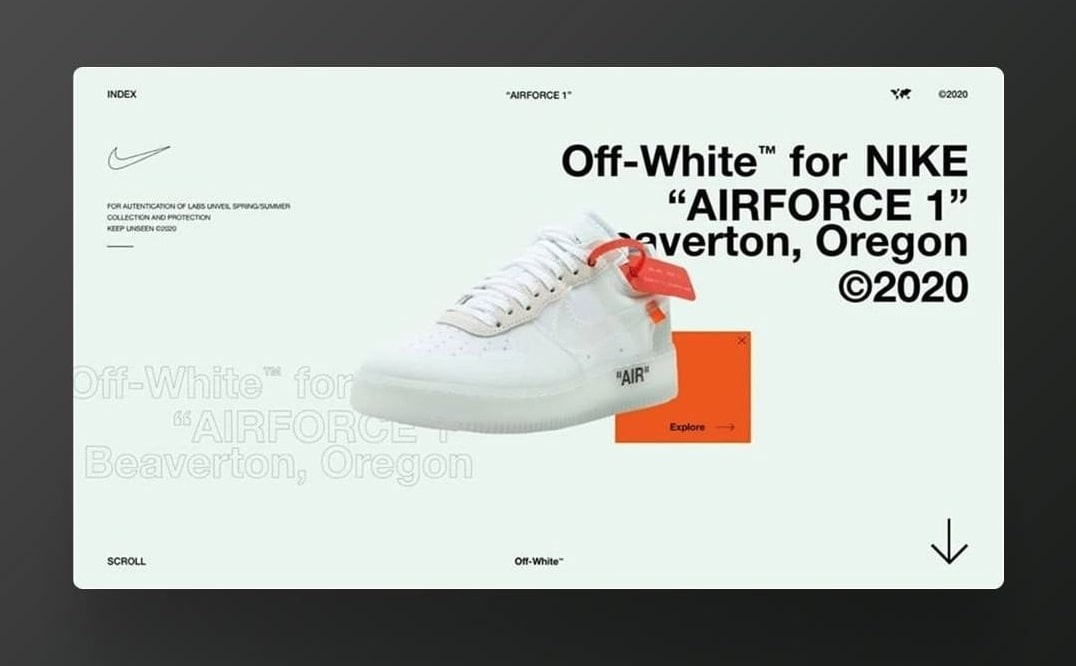 INDEX
“AIRFORCE 1”
©2020
Off-White™ for NIKE
“AIRFORCE 1”
eaverton, Oregon
©2020
FOR AUTENTICATION OF LABS UNVEIL SPRING/SUMMER
COLLECTION AND PROTECTION
KEEP UNSEEN ©2020
"AIR"
Explore
Off-White™ for
“AIRFORCE 1
Beaverton, Oregon
SCROLL
Off-White™